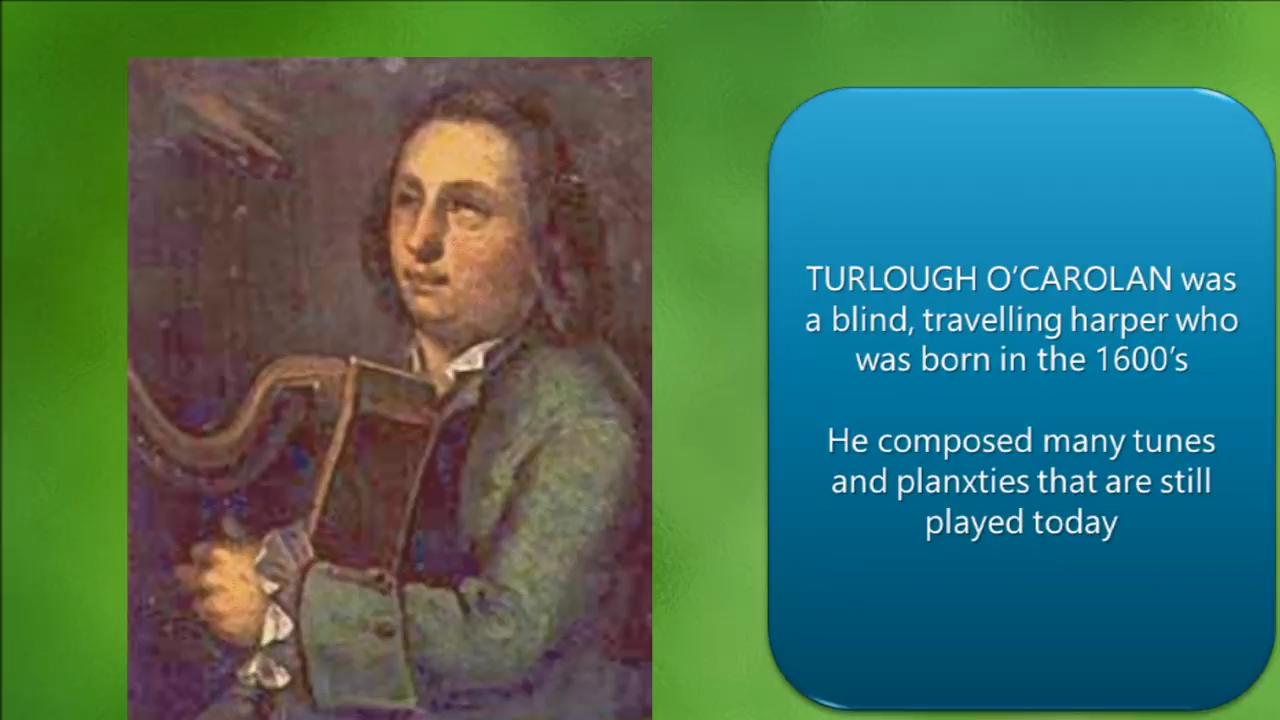 TURLOUGH O’CAROLAN was
a blind, travelling harper who
was born in the 1600’s
He composed many tunes
and planxties that are still
played today